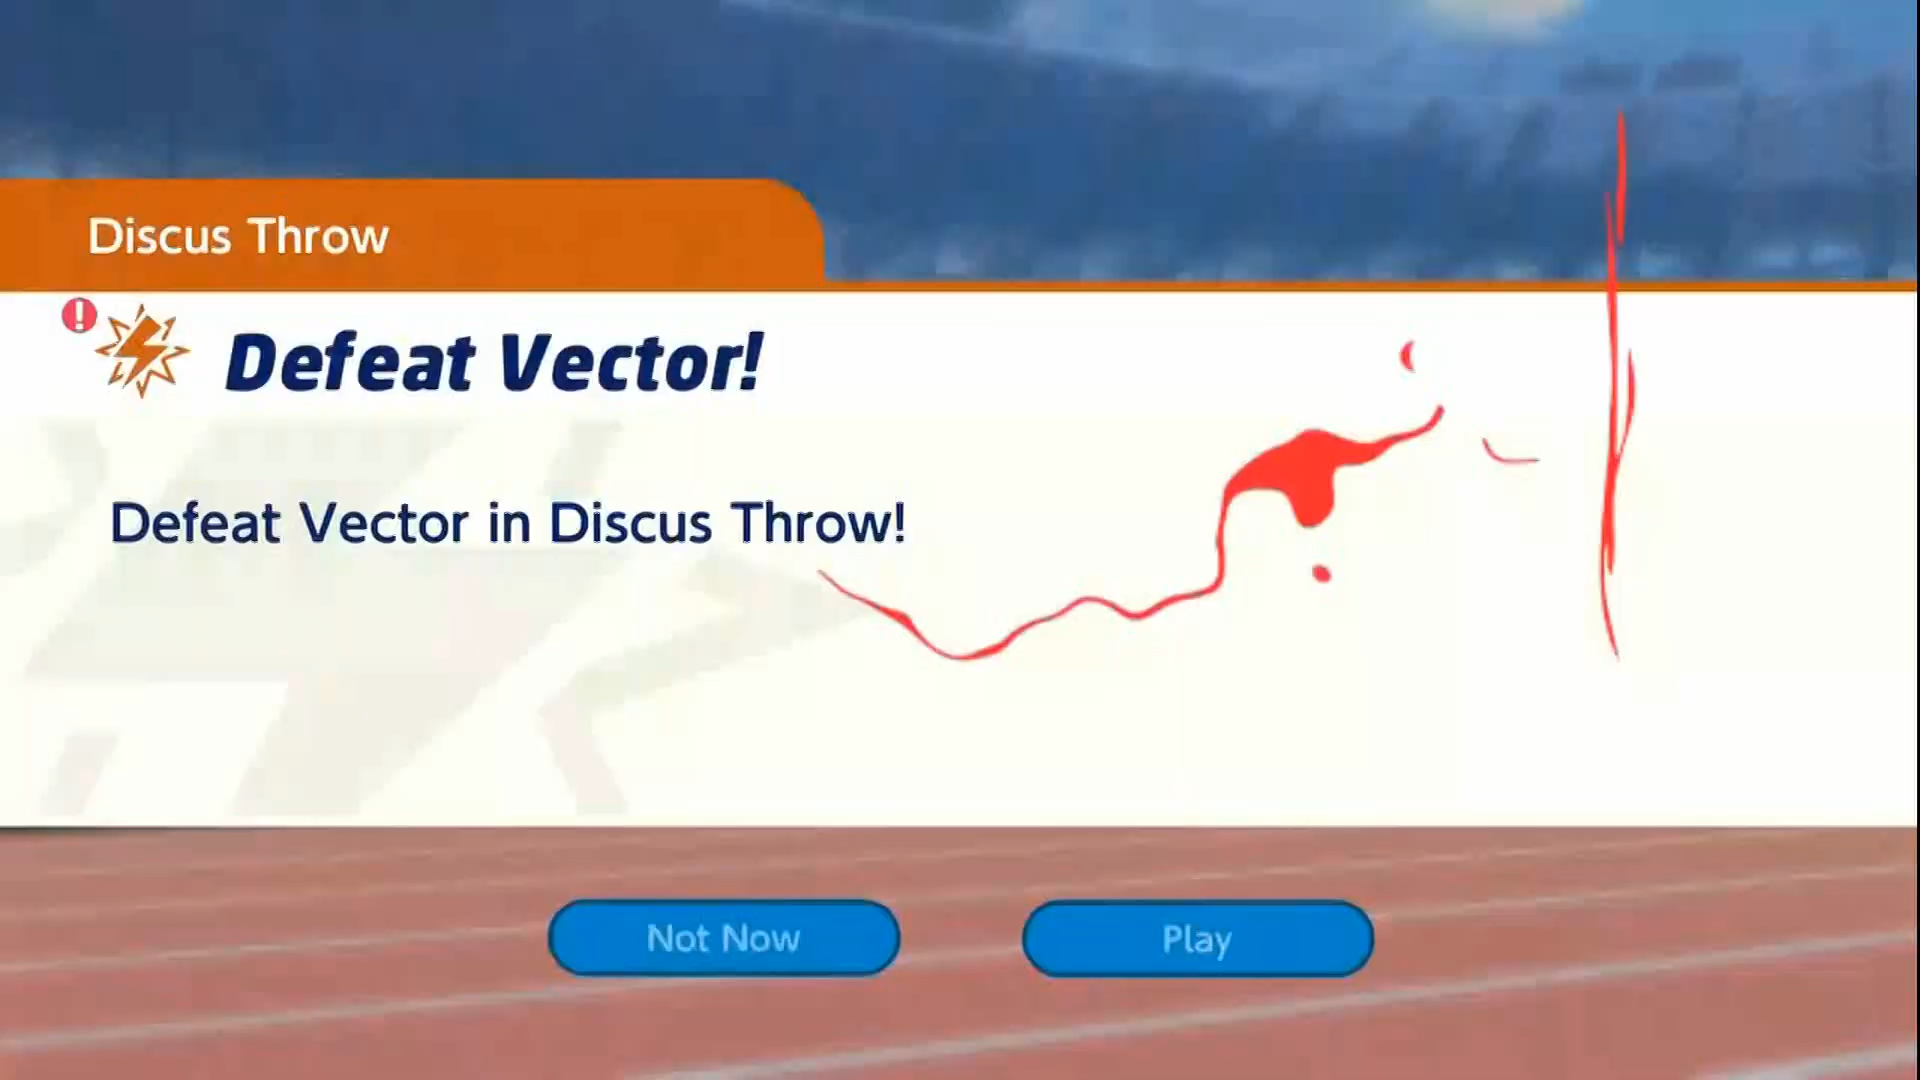 Discus Throw
!
Defeat Vector!
Defeat Vector in Discus Throw!
Not Now
Play